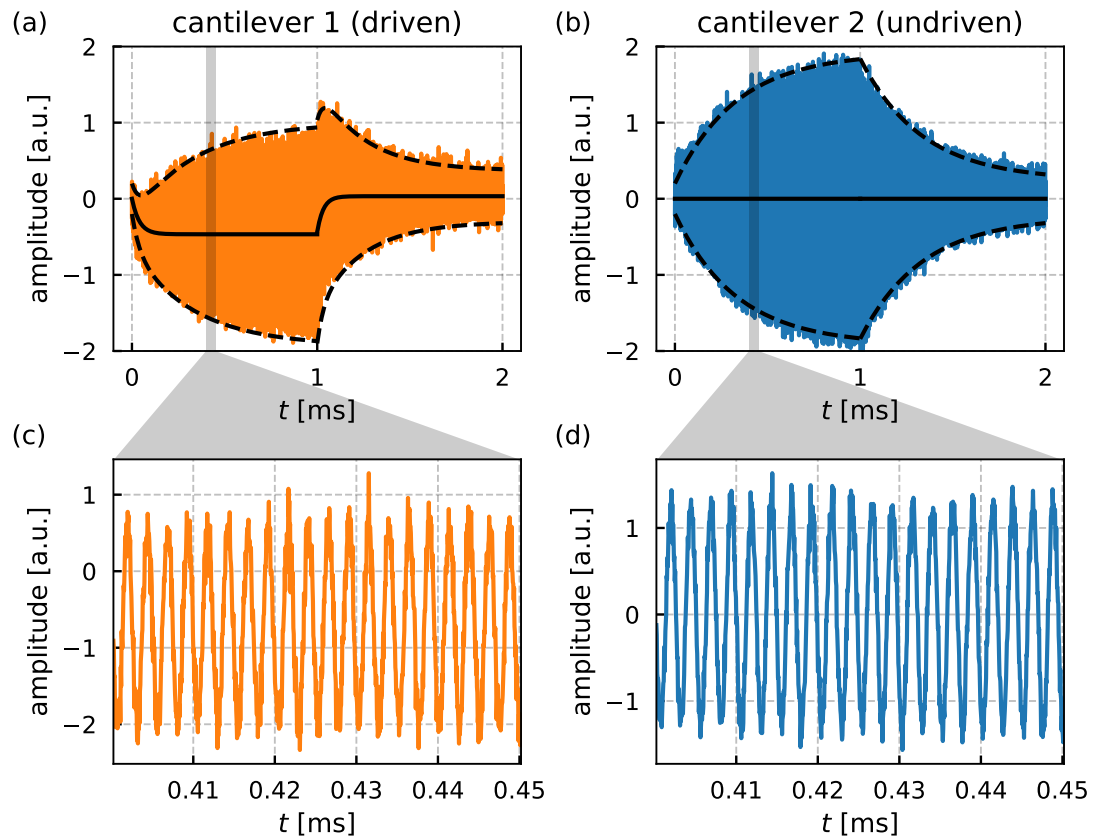 (a) cantilever 1 (driven)
amplitude [a.u.]
2
1
0
−1
−2
0 1 2
t [ms]
(b) cantilever 2 (undriven)
amplitude [a.u.]
2
1
0
−1
−2
0 1 2
t [ms]
(c)
amplitude [a.u.]
1
0
−1
−2
0.41 0.42 0.43 0.44 0.45
t [ms]
(d)
amplitude [a.u.]
1
0
−1
0.41 0.42 0.43 0.44 0.45
t [ms]